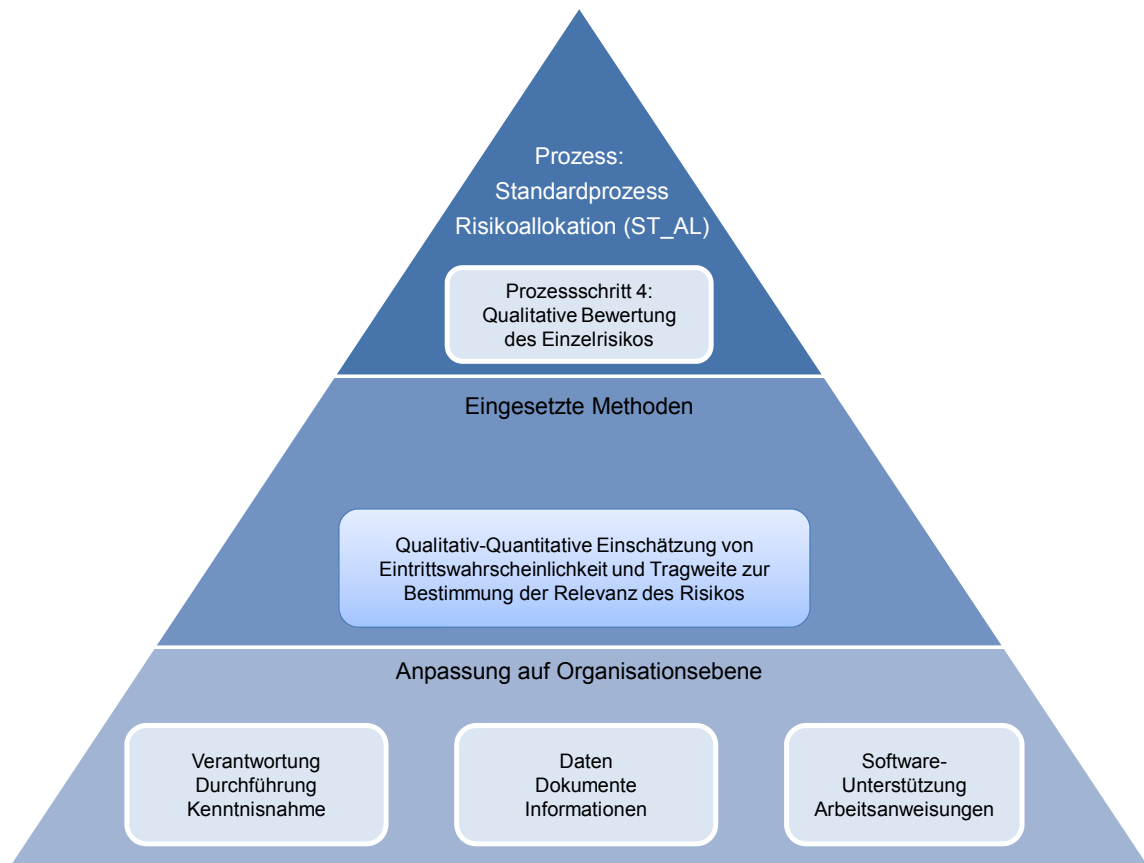 Prozess:
Standardprozess
Risikoallokation (ST_AL)
Prozessschritt 4:
Qualitative Bewertung
des Einzelrisikos
Eingesetzte Methoden
Qualitativ-Quantitative Einschätzung von
Eintrittswahrscheinlichkeit und Tragweite zur
Bestimmung der Relevanz des Risikos
Anpassung auf Organisationsebene
Verantwortung
Durchführung
Kenntnisnahme
Daten
Dokumente
Informationen
Software-
Unterstützung
Arbeitsanweisungen